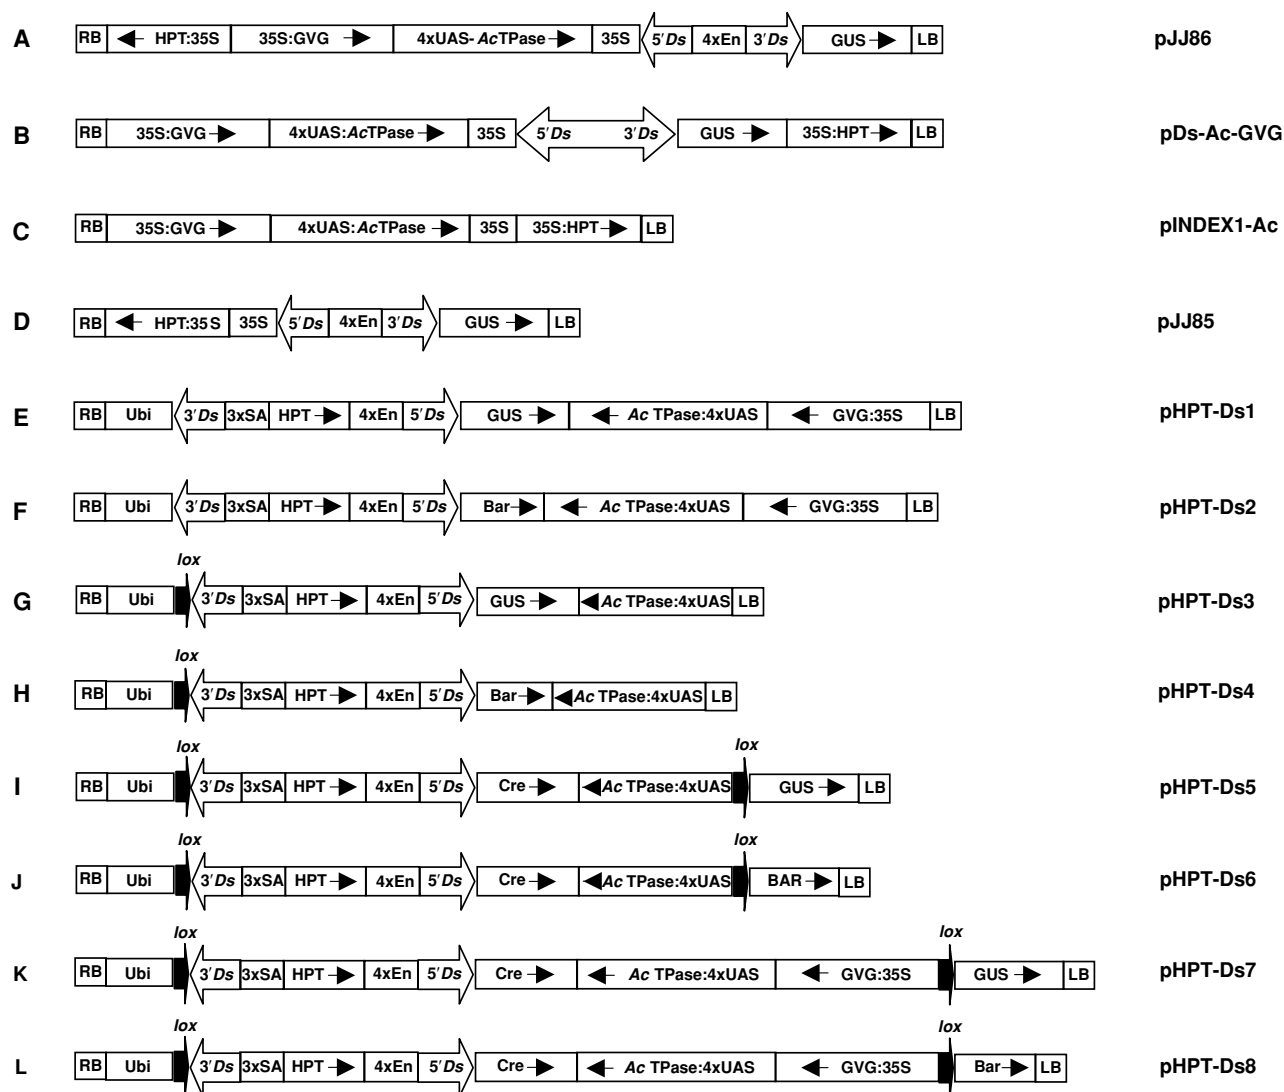 A RB HPT:35S 35S:GVG 4xUAS-AcTPase 35S 5'Ds 4xEn 3'Ds GUS LB pJJ86
B RB 35S:GVG 4xUAS:AcTPase 35S 5'Ds 3'Ds GUS 35S:HPT LB pDs-Ac-GVG
C RB 35S:GVG 4xUAS:AcTPase 35S 35S:HPT LB pINDEX1-Ac
D RB HPT:35S 35S 5'Ds 4xEn 3'Ds GUS LB pJJ85
E RB Ubi 3'Ds 3xSA HPT 4xEn 5'Ds GUS Ac TPase:4xUAS GVG:35S LB pHPT-Ds1
F RB Ubi 3'Ds 3xSA HPT 4xEn 5'Ds Bar Ac TPase:4xUAS GVG:35S LB pHPT-Ds2
lox
G RB Ubi 3'Ds 3xSA HPT 4xEn 5'Ds GUS Ac TPase:4xUAS LB pHPT-Ds3
lox
H RB Ubi 3'Ds 3xSA HPT 4xEn 5'Ds Bar Ac TPase:4xUAS LB pHPT-Ds4
lox lox
I RB Ubi 3'Ds 3xSA HPT 4xEn 5'Ds Cre Ac TPase:4xUAS GUS LB pHPT-Ds5
lox lox
J RB Ubi 3'Ds 3xSA HPT 4xEn 5'Ds Cre Ac TPase:4xUAS BAR LB pHPT-Ds6
lox lox
K RB Ubi 3'Ds 3xSA HPT 4xEn 5'Ds Cre Ac TPase:4xUAS GVG:35S GUS LB pHPT-Ds7
lox lox
L RB Ubi 3'Ds 3xSA HPT 4xEn 5'Ds Cre Ac TPase:4xUAS GVG:35S Bar LB pHPT-Ds8